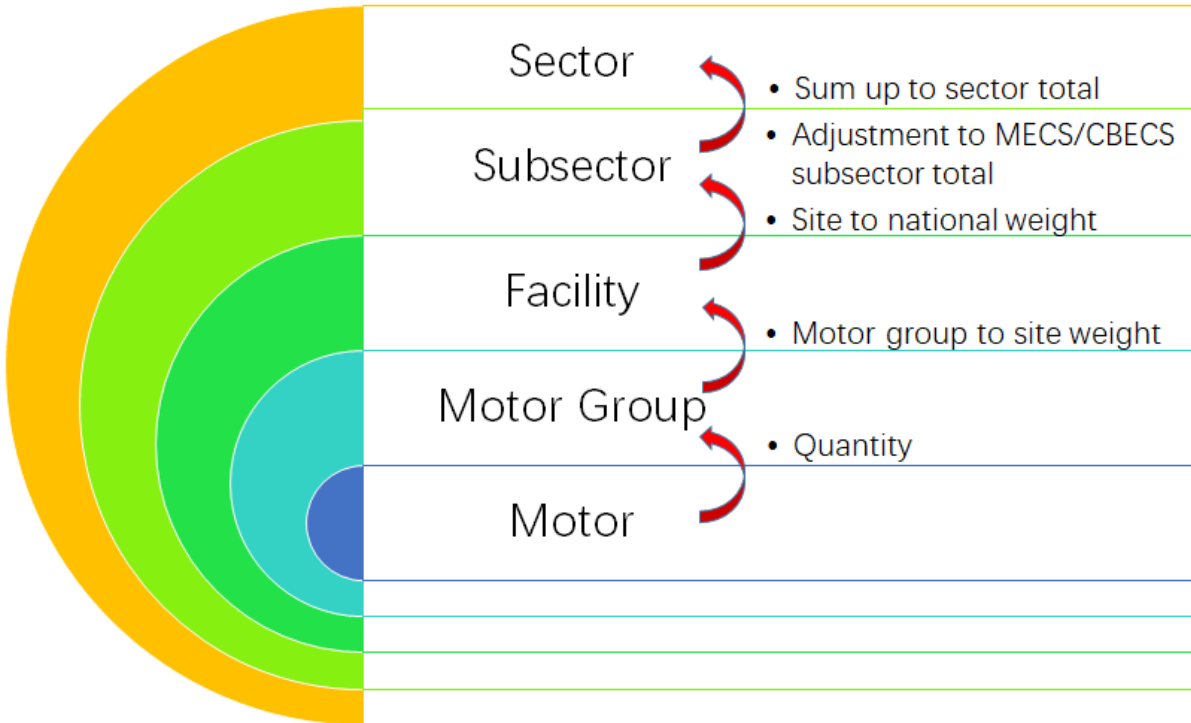 Sector
• Sum up to sector total
• Adjustment to MECS/CBECS
subsector total
Subsector
• Site to national weight
Facility
• Motor group to site weight
Motor Group
• Quantity
Motor